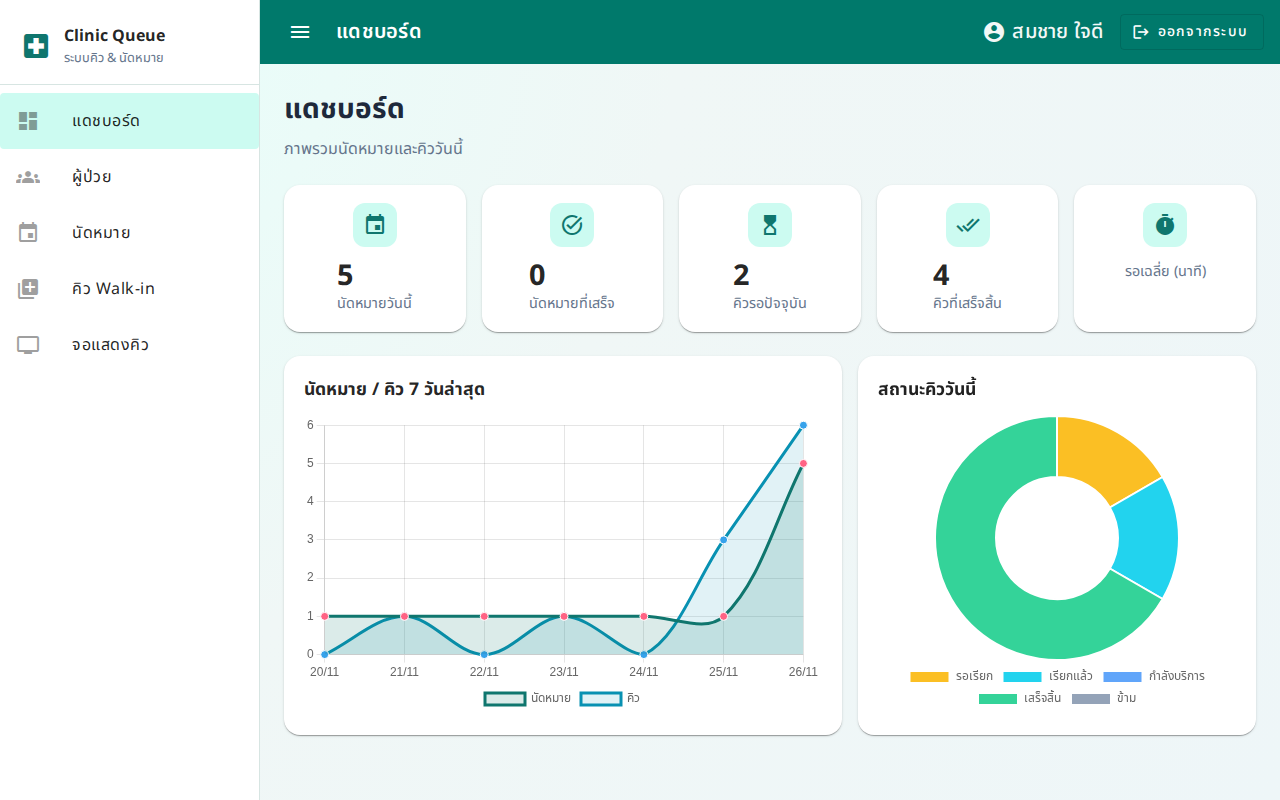 Clinic Queue
ระบบคิว & นัดหมาย
แดชบอร์ด
ผู้ป่วย
นัดหมาย
คิว Walk-in
จอแสดงคิว
แดชบอร์ด
สมชาย ใจดี
ออกจากระบบ
แดชบอร์ด
ภาพรวมนัดหมายและคิววันนี้
5
นัดหมายวันนี้
0
นัดหมายที่เสร็จ
2
คิวรอปัจจุบัน
4
คิวที่เสร็จสิ้น
รอเฉลี่ย (นาที)
นัดหมาย / คิว 7 วันล่าสุด
6
5
4
3
2
1
0
20/11 21/11 22/11 23/11 24/11 25/11 26/11
นัดหมาย คิว
สถานะคิววันนี้
รอเรียก เรียกแล้ว กำลังบริการ
เสร็จสิ้น ข้าม